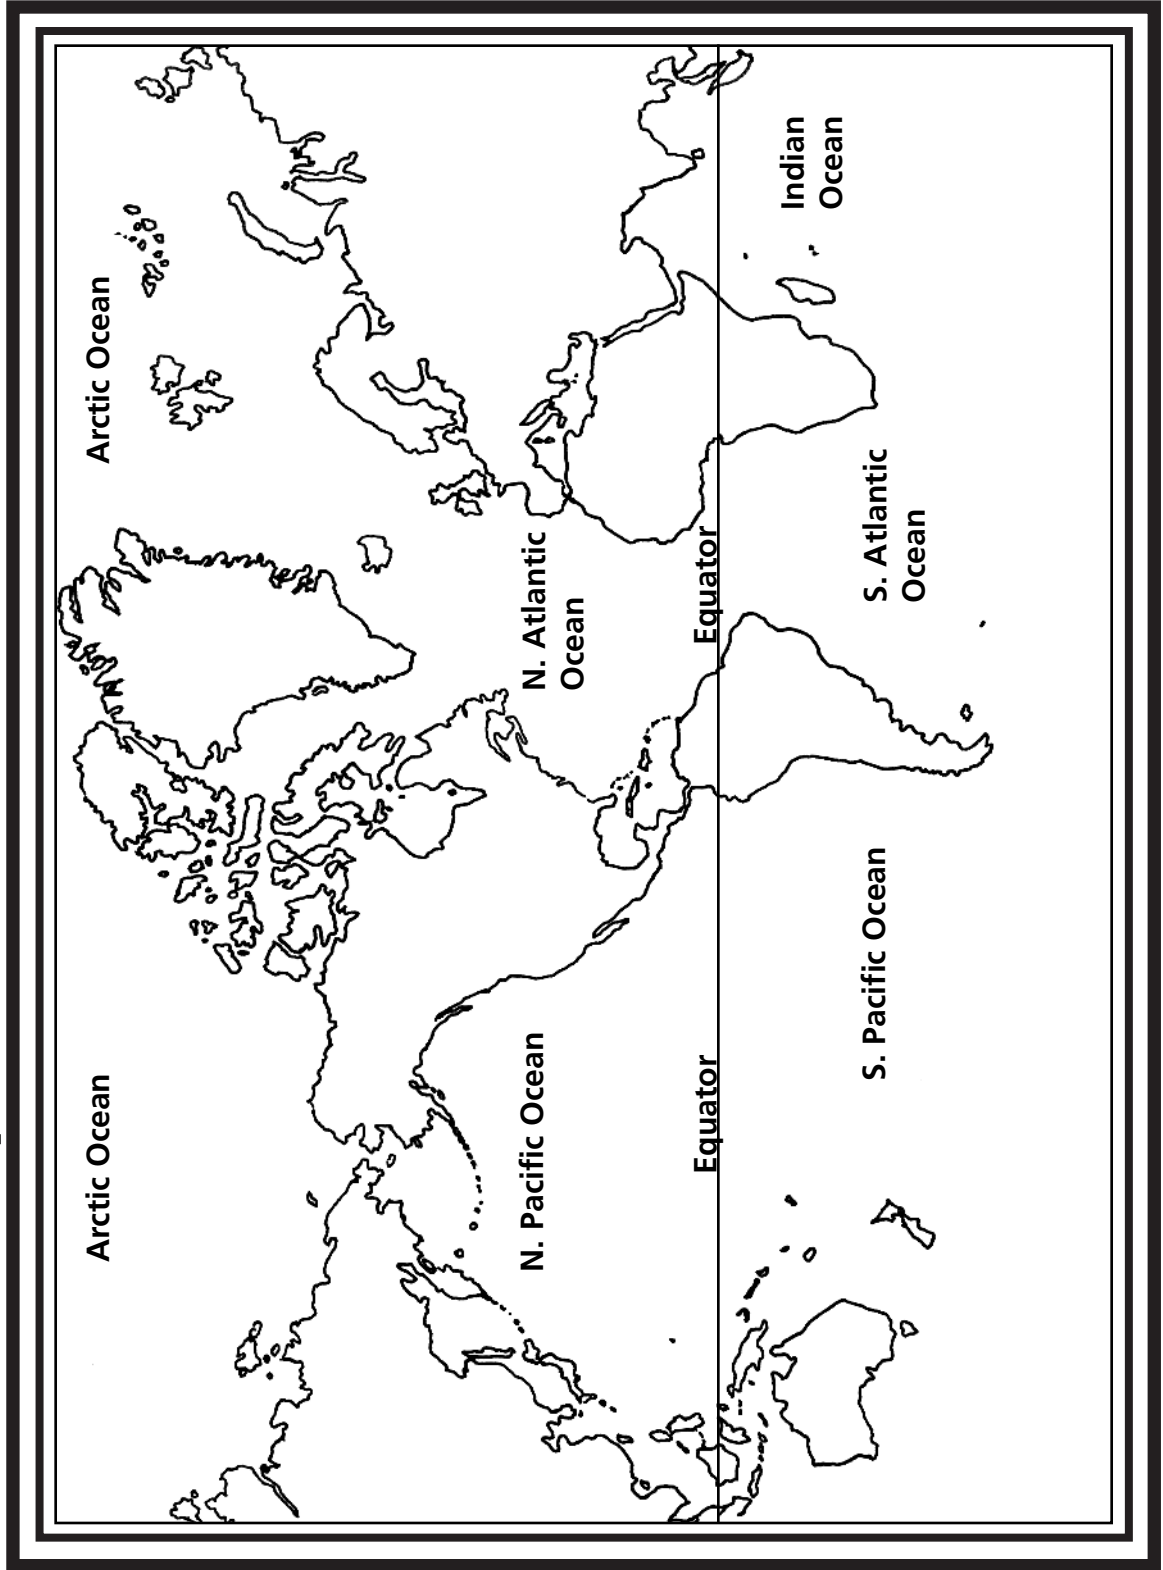 Arctic Ocean
Arctic Ocean
N. Pacific Ocean
N. Atlantic
Ocean
Equator
Equator
Indian
Ocean
S. Pacific Ocean
S. Atlantic
Ocean